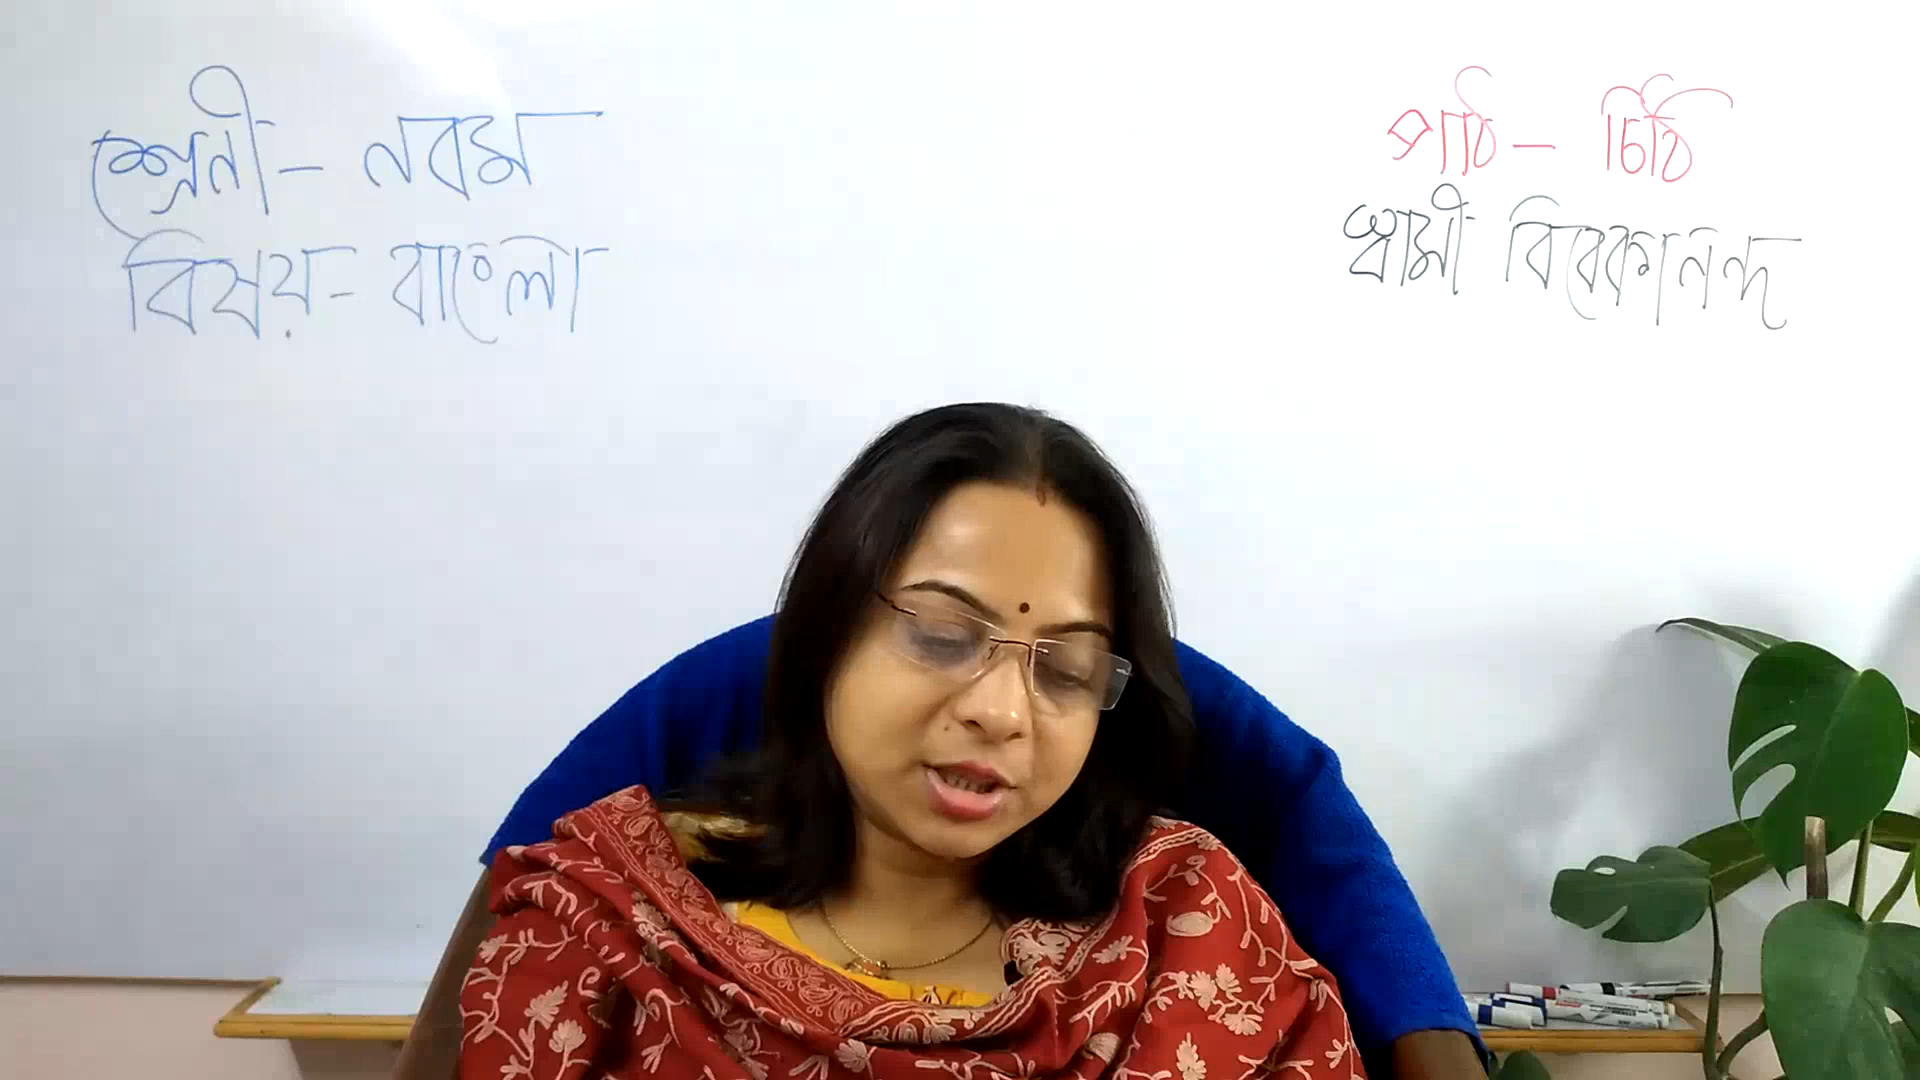 শ্রেনী - নবম
বিষয় - বাংলা
পাঠ - চিঠি
স্বামী বিবেকানন্দ